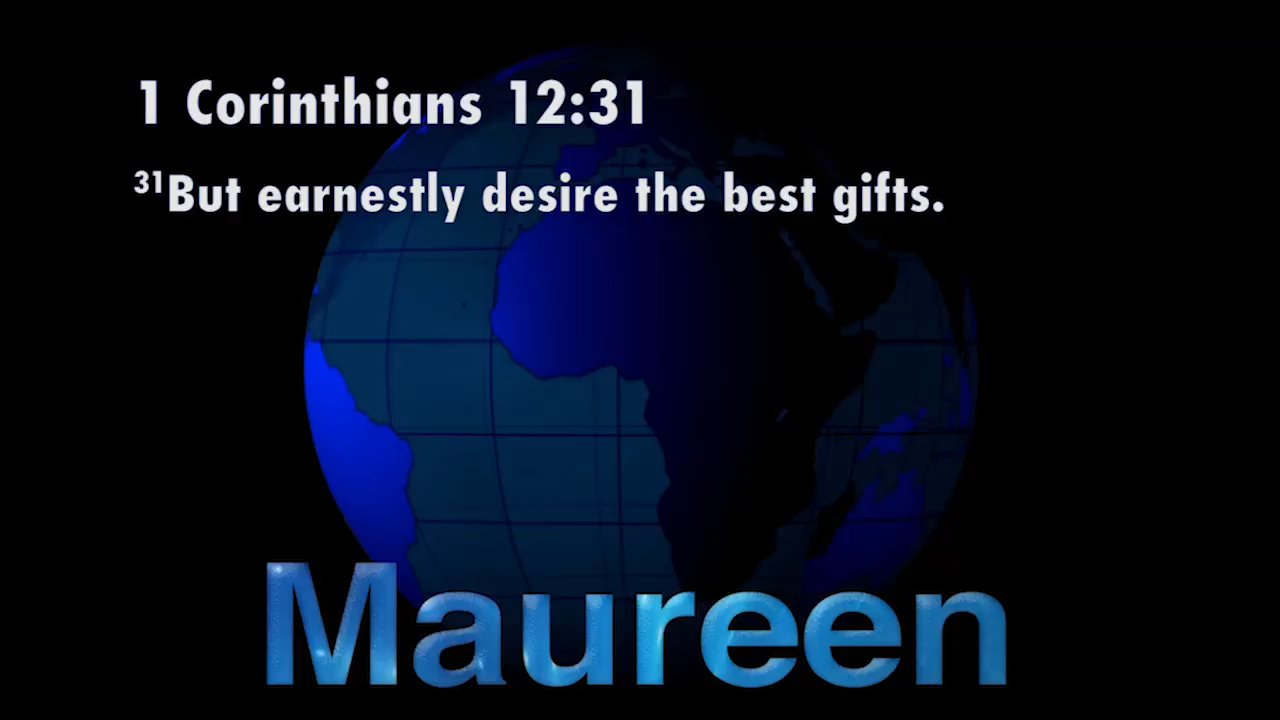 1 Corinthians 12:31
³¹But earnestly desire the best gifts.
Maureen